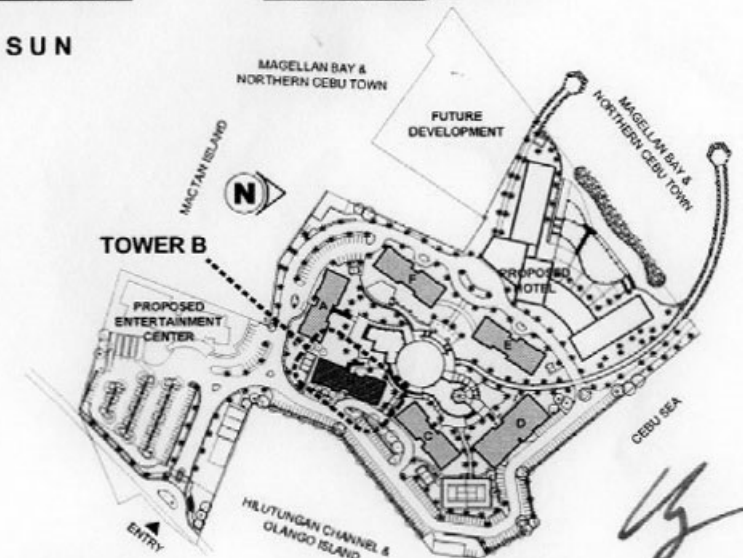 SUN
MAGELLAN BAY &
NORTHERN CEBU TOWN
FUTURE
DEVELOPMENT
MAGELLAN BAY &
NORTHERN CEBU TOWN
MACTAN ISLAND
N
TOWER B
PROPOSED
ENTERTAINMENT
CENTER
A
F
PROPOSED
HOTEL
E
C
D
CEBU SEA
HILUTUNGAN CHANNEL &
OLANGO ISLAND
ENTRY